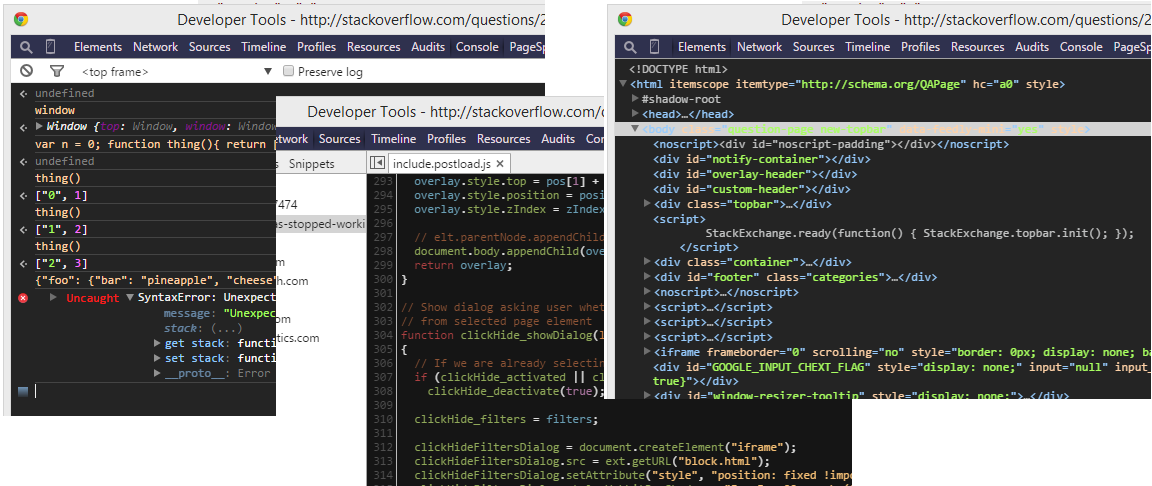 Developer Tools - http://stackoverflow.com/questions/2
Elements Network Sources Timeline Profiles Resources Audits Console PageSp
<top frame> Preserve log
undefined
window
Window {top: Window, window: Window
var n = 0; function thing(){ return [
undefined
thing()
["0", 1]
thing()
["1", 2]
thing()
["2", 3]
{"foo": {"bar": "pineapple", "cheese"
Uncaught SyntaxError: Unexpect
message: "Unexpec
stack: (...)
get stack: functi
set stack: functi
__proto__: Error
Developer Tools - http://stackoverflow.com/
etwork Sources Timeline Profiles Resources Audits Con
Snippets
include.postload.js
7474
as-stopped-worki
om
h.com
om
tics.com
293 overlay.style.top = pos[1] +
294 overlay.style.position = posi
295 overlay.style.zIndex = zIndex
296
297 // elt.parentNode.appendChild
298 document.body.appendChild(ove
299 return overlay;
300 }
301
302 // Show dialog asking user whet
303 // from selected page element
304 function clickHide_showDialog(l
305 {
306 // If we are already selectin
307 if (clickHide_activated || cl
308 clickHide_deactivate(true);
309
310 clickHide_filters = filters;
311
312 clickHideFiltersDialog = document.createElement("iframe");
313 clickHideFiltersDialog.src = ext.getURL("block.html");
314 clickHideFiltersDialog.setAttribute("style", "position: fixed !impo
Developer Tools - http://stackoverflow.com/questions/2
Elements Network Sources Timeline Profiles Resources Audits Console PageSp
<!DOCTYPE html>
<html itemscope itemtype="http://schema.org/QAPage" hc="a0" style>
#shadow-root
<head>…</head>
<body
<noscript><div id="noscript-padding"></div></noscript>
<div id="notify-container"></div>
<div id="overlay-header"></div>
<div id="custom-header"></div>
<div class="topbar">…</div>
<script>
StackExchange.ready(function() { StackExchange.topbar.init(); });
</script>
<div class="container">…</div>
<div id="footer" class="categories">…</div>
<noscript>…</noscript>
<script>…</script>
<script>…</script>
<script>…</script>
<iframe frameborder="0" scrolling="no" style="border: 0px; display: none; ba
<div id="GOOGLE_INPUT_CHEXT_FLAG" style="display: none;" input="null" input_
true}"></div>
<div id="window-resizer-tooltip" style="display: none;">…</div>